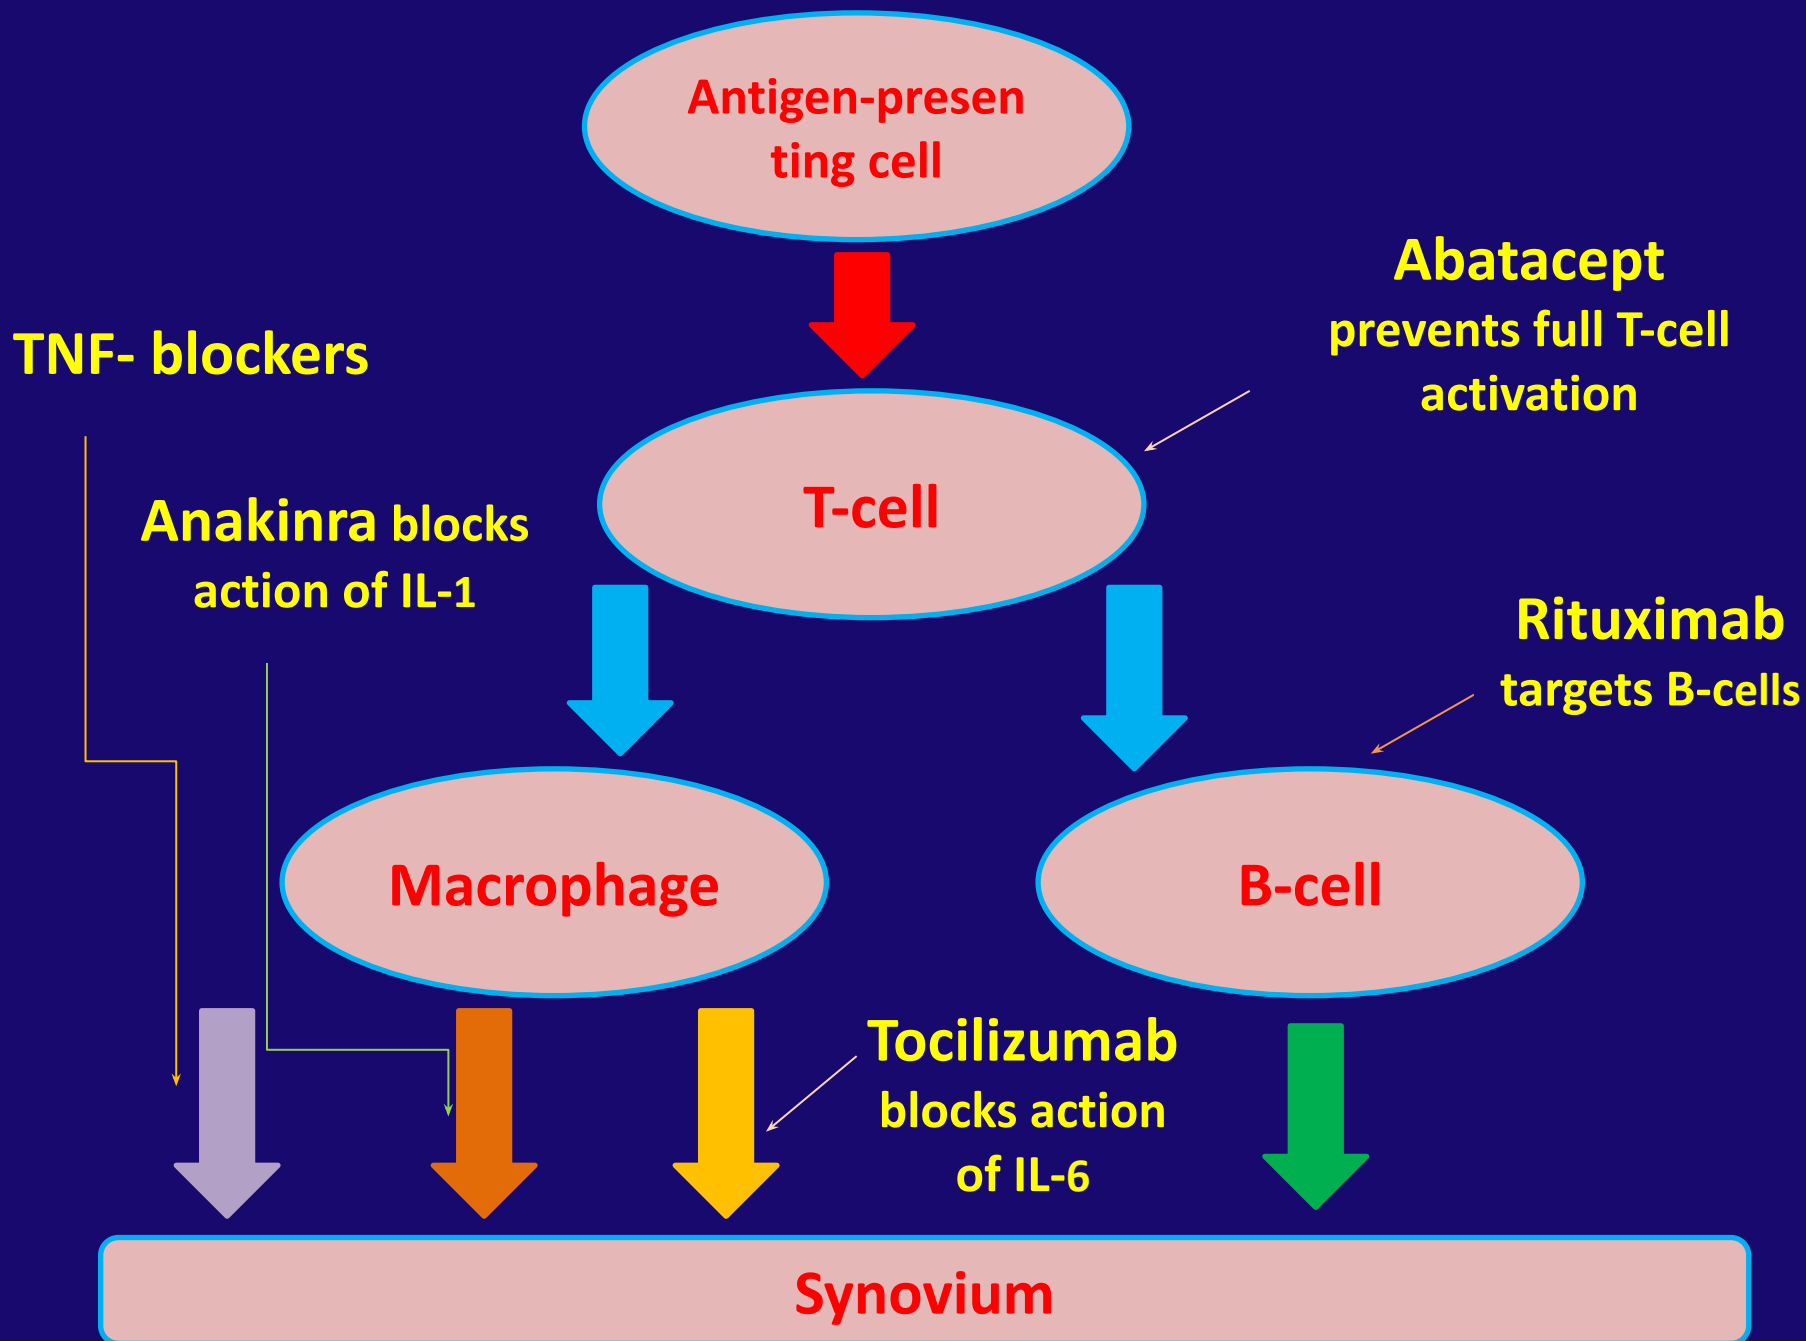 Antigen-presen
ting cell
Abatacept
prevents full T-cell
activation
TNF- blockers
T-cell
Anakinra blocks
action of IL-1
Rituximab
targets B-cells
Macrophage
B-cell
Tocilizumab
blocks action
of IL-6
Synovium